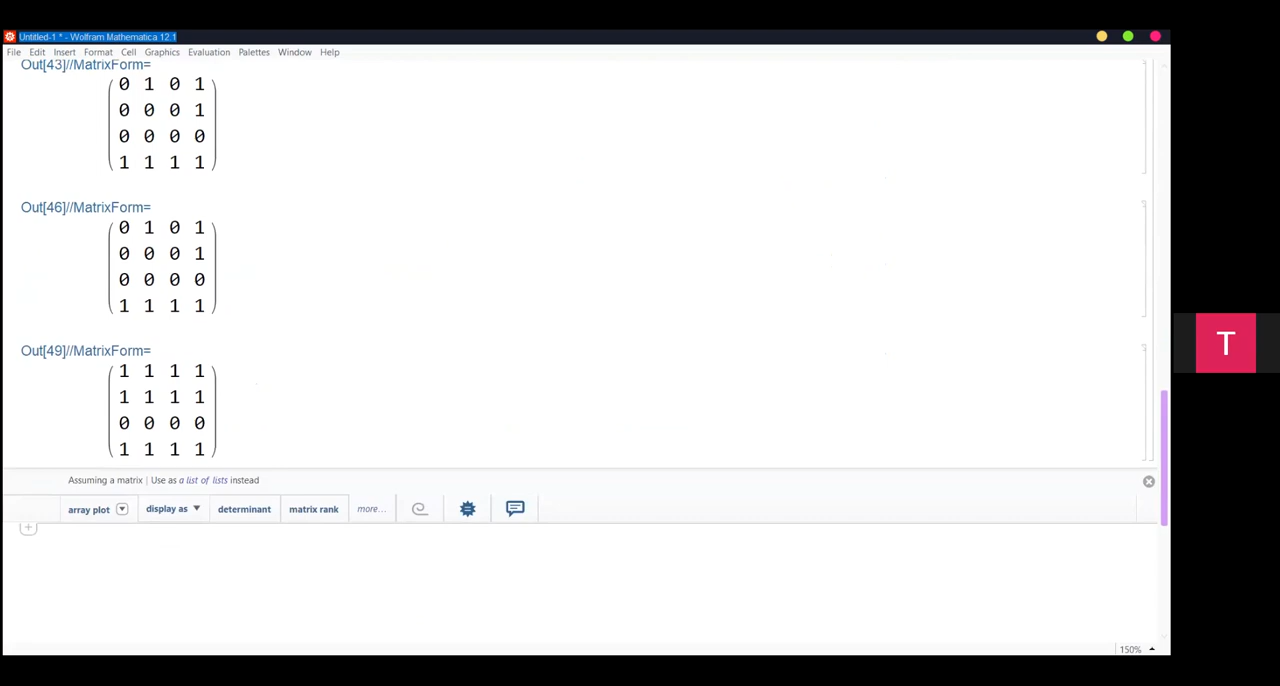 Untitled-1 * - Wolfram Mathematica 12.1
File Edit Insert Format Cell Graphics Evaluation Palettes Window Help
Out[43]//MatrixForm=
0 1 0 1
0 0 0 1
0 0 0 0
1 1 1 1
Out[46]//MatrixForm=
0 1 0 1
0 0 0 1
0 0 0 0
1 1 1 1
Out[49]//MatrixForm=
1 1 1 1
1 1 1 1
0 0 0 0
1 1 1 1
T
Assuming a matrix | Use as a list of lists instead
array plot display as determinant matrix rank more...
150%